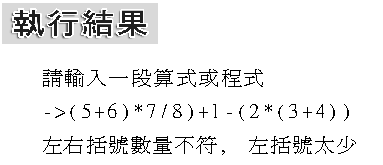 執行結果
請輸入一段算式或程式
->(5+6)*7/8)+1-(2*(3+4))
左右括號數量不符, 左括號太少